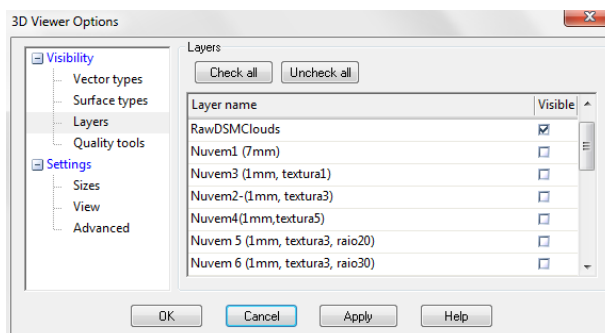 3D Viewer Options
Visibility
Vector types
Surface types
Layers
Quality tools
Settings
Sizes
View
Advanced
Layers
Check all Uncheck all
Layer name Visible
RawDSMClouds
Nuvem1 (7mm)
Nuvem3 (1mm, textura1)
Nuvem2-(1mm, textura3)
Nuvem4(1mm,textura5)
Nuvem 5 (1mm, textura3, raio20)
Nuvem 6 (1mm, textura3, raio30)
OK Cancel Apply Help